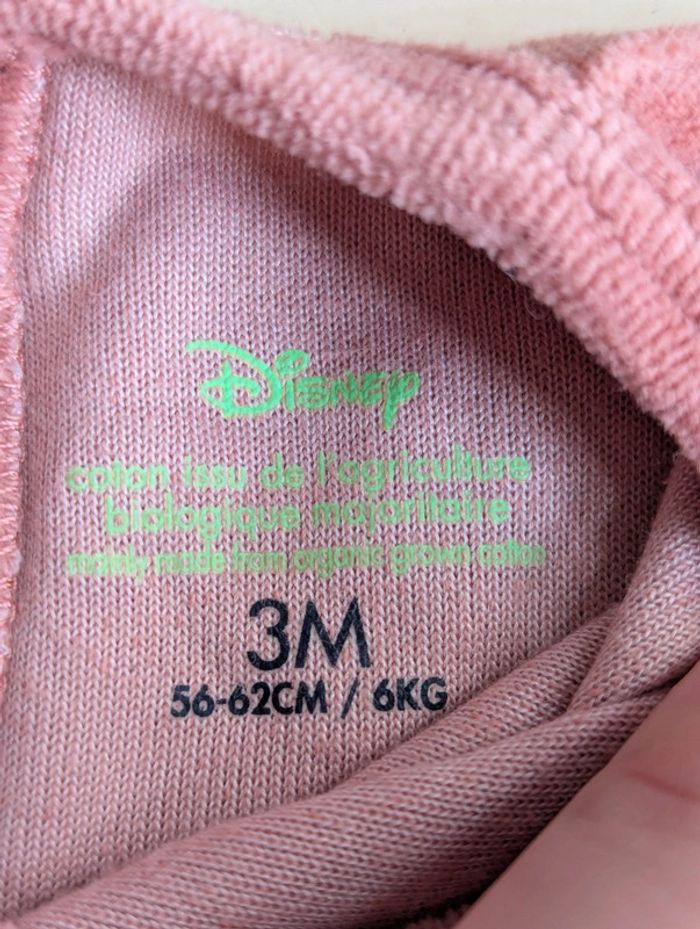 Disney
coton issu de l'agriculture
biologique majoritaire
mainly made from organic grown cotton
3M
56-62CM / 6KG